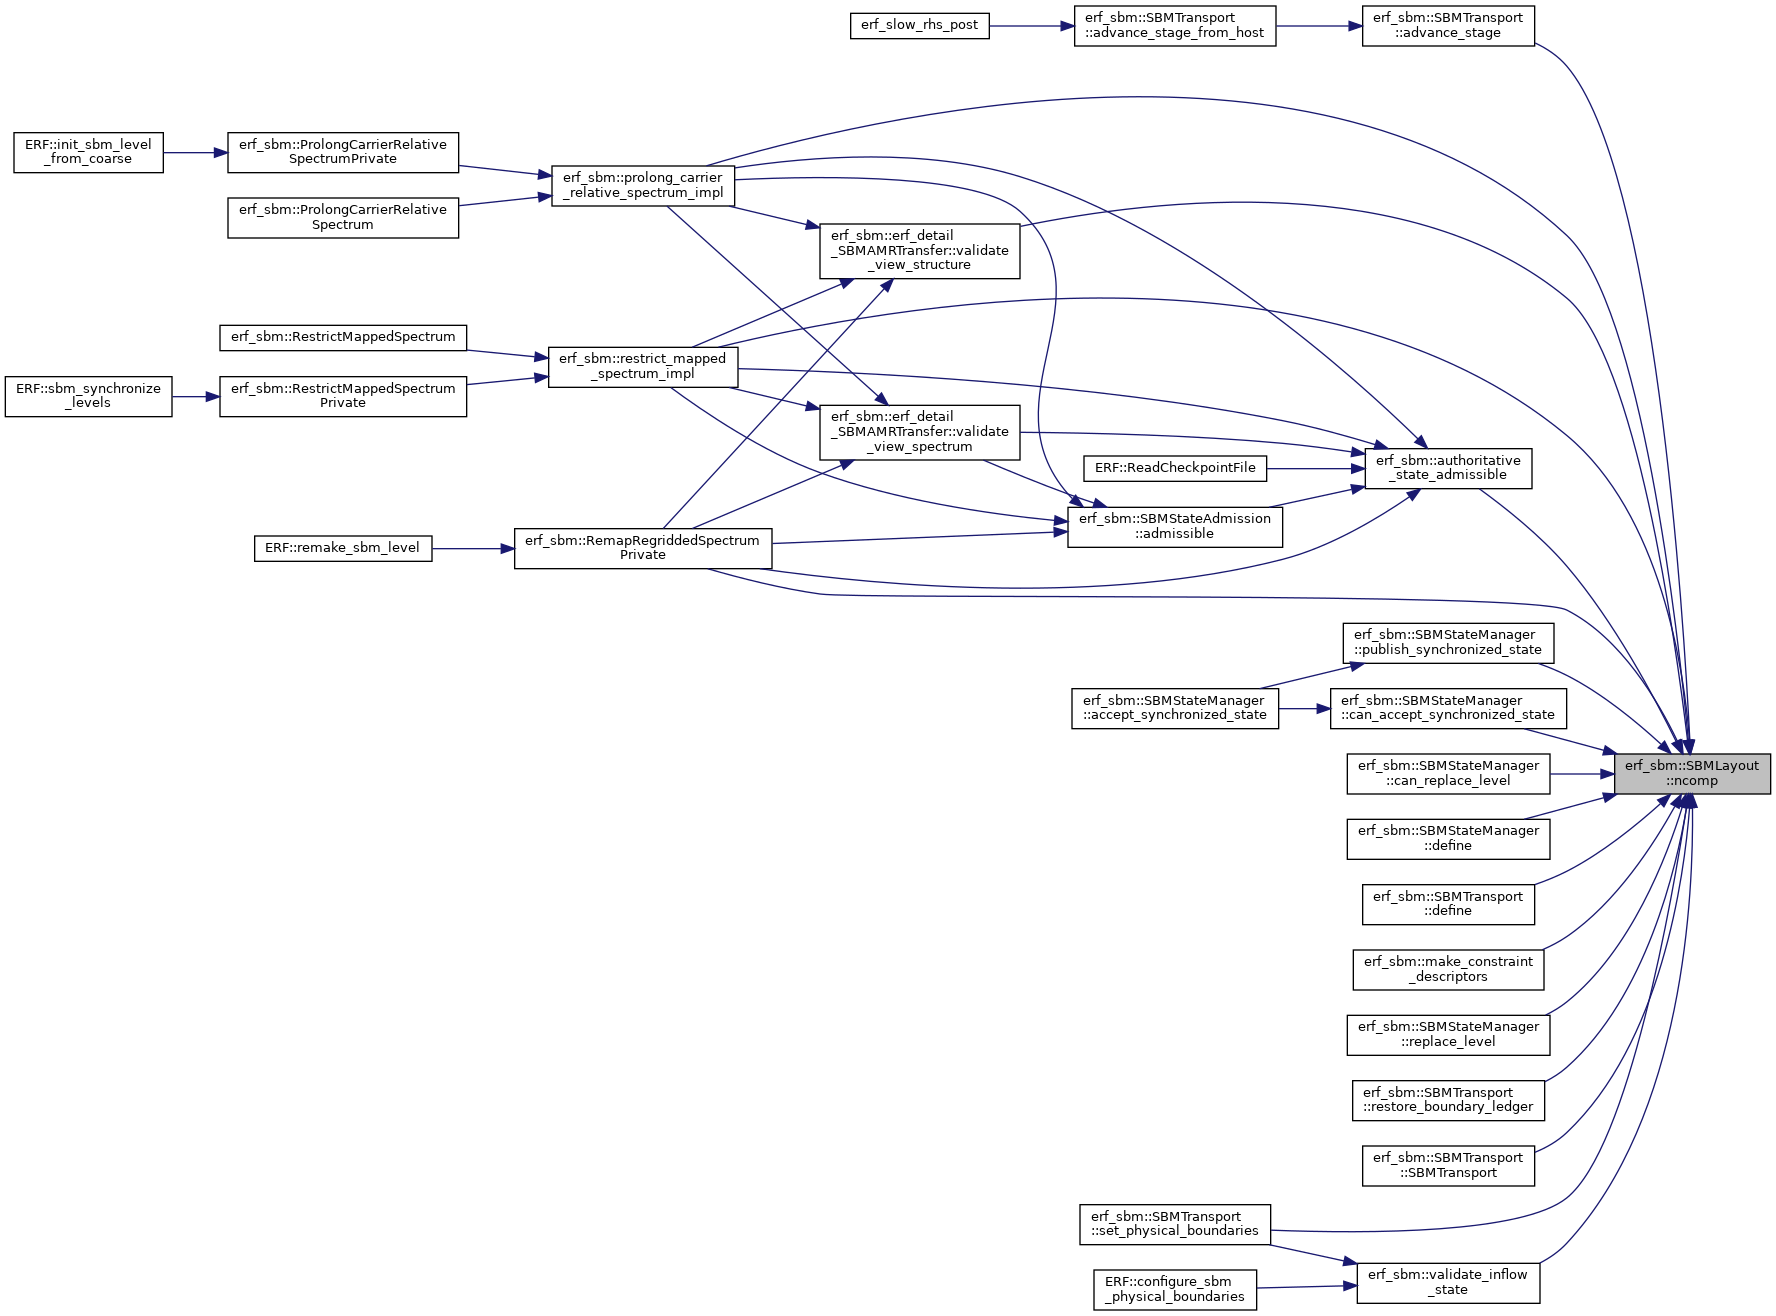 erf_slow_rhs_post
erf_sbm::SBMTransport
::advance_stage_from_host
erf_sbm::SBMTransport
::advance_stage
ERF::init_sbm_level
_from_coarse
erf_sbm::ProlongCarrierRelative
SpectrumPrivate
erf_sbm::ProlongCarrierRelative
Spectrum
erf_sbm::prolong_carrier
_relative_spectrum_impl
erf_sbm::erf_detail
_SBMAMRTransfer::validate
_view_structure
erf_sbm::RestrictMappedSpectrum
ERF::sbm_synchronize
_levels
erf_sbm::RestrictMappedSpectrum
Private
erf_sbm::restrict_mapped
_spectrum_impl
erf_sbm::erf_detail
_SBMAMRTransfer::validate
_view_spectrum
ERF::ReadCheckpointFile
erf_sbm::authoritative
_state_admissible
erf_sbm::SBMStateAdmission
::admissible
ERF::remake_sbm_level
erf_sbm::RemapRegriddedSpectrum
Private
erf_sbm::SBMStateManager
::publish_synchronized_state
erf_sbm::SBMStateManager
::accept_synchronized_state
erf_sbm::SBMStateManager
::can_accept_synchronized_state
erf_sbm::SBMStateManager
::can_replace_level
erf_sbm::SBMLayout
::ncomp
erf_sbm::SBMStateManager
::define
erf_sbm::SBMTransport
::define
erf_sbm::make_constraint
_descriptors
erf_sbm::SBMStateManager
::replace_level
erf_sbm::SBMTransport
::restore_boundary_ledger
erf_sbm::SBMTransport
::SBMTransport
erf_sbm::SBMTransport
::set_physical_boundaries
ERF::configure_sbm
_physical_boundaries
erf_sbm::validate_inflow
_state